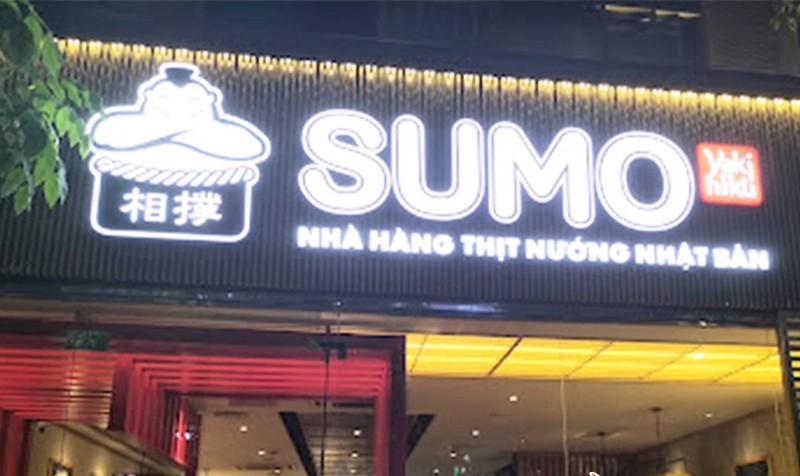 相撲
SUMO
Yaki
niku
NHÀ HÀNG THỊT NƯỚNG NHẬT BẢN